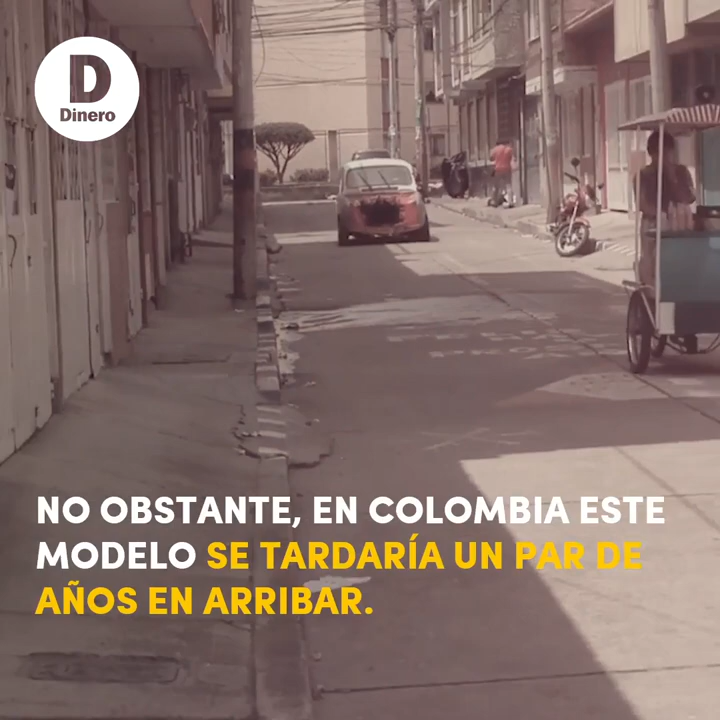 D
Dinero
NO OBSTANTE, EN COLOMBIA ESTE
MODELO SE TARDARÍA UN PAR DE
AÑOS EN ARRIBAR.